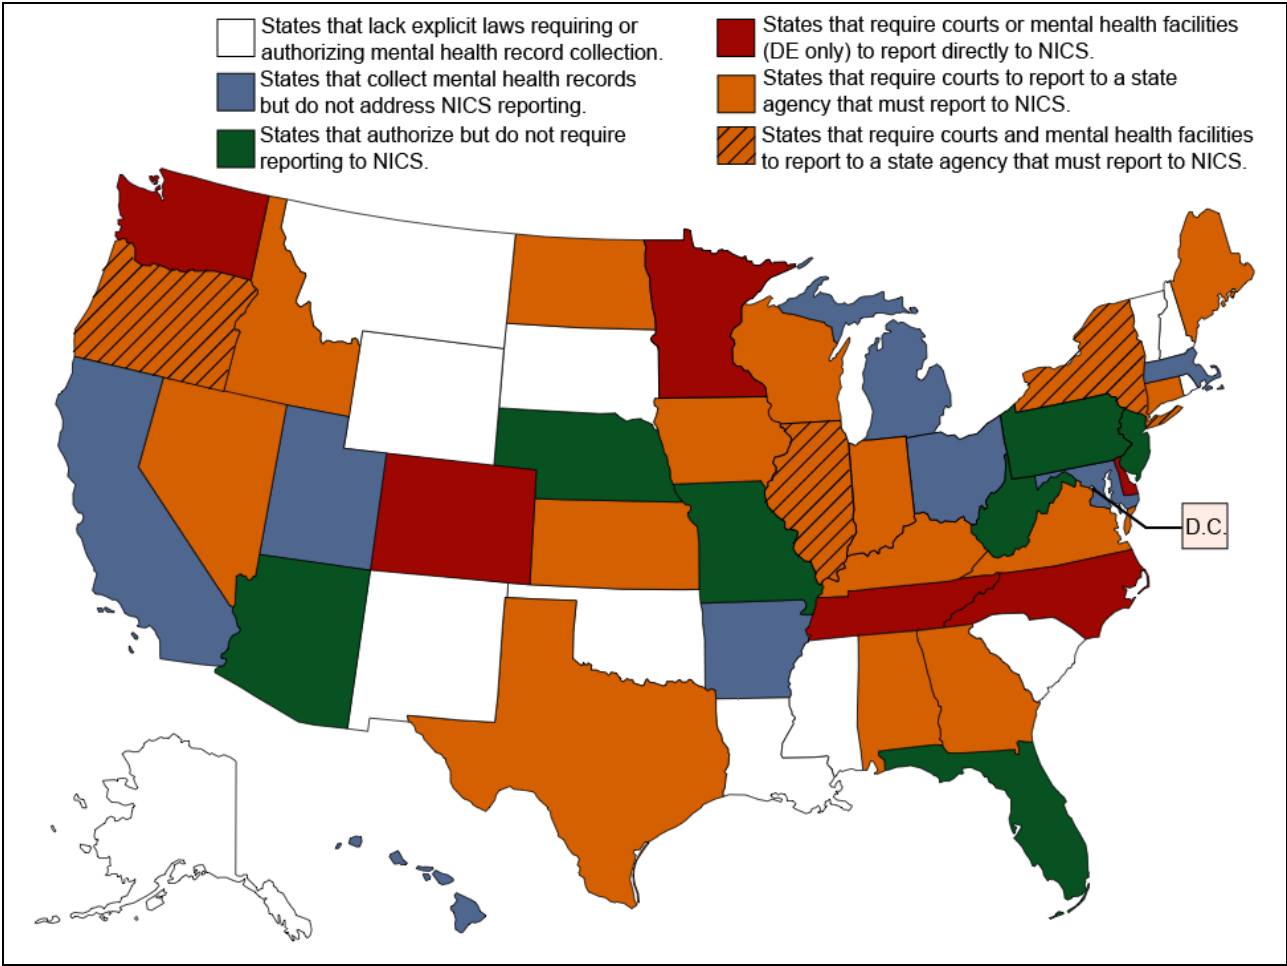 States that lack explicit laws requiring or
authorizing mental health record collection.
States that collect mental health records
but do not address NICS reporting.
States that authorize but do not require
reporting to NICS.
States that require courts or mental health facilities
(DE only) to report directly to NICS.
States that require courts to report to a state
agency that must report to NICS.
States that require courts and mental health facilities
to report to a state agency that must report to NICS.
D.C.